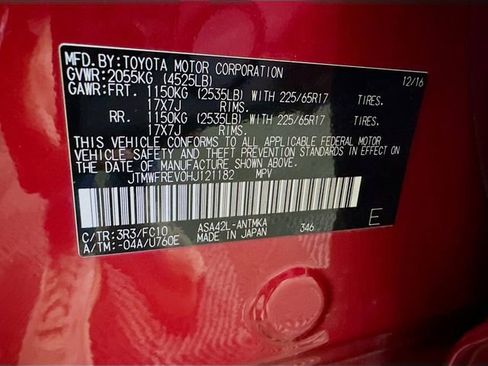 MFD. BY: TOYOTA MOTOR CORPORATION 12/16
GVWR: 2055KG (4525LB)
GAWR: FRT. 1150KG (2535LB) WITH 225/65R17 TIRES.
17X7J RIMS.
RR. 1150KG (2535LB) WITH 225/65R17 TIRES.
17X7J RIMS.
THIS VEHICLE CONFORMS TO ALL APPLICABLE FEDERAL MOTOR
VEHICLE SAFETY AND THEFT PREVENTION STANDARDS IN EFFECT ON
THE DATE OF MANUFACTURE SHOWN ABOVE.
JTMWFREV0HJ121182 MPV
E
C/TR: 3R3/FC10 ASA42L-ANTMKA 346
A/TM: -04A/U760E MADE IN JAPAN